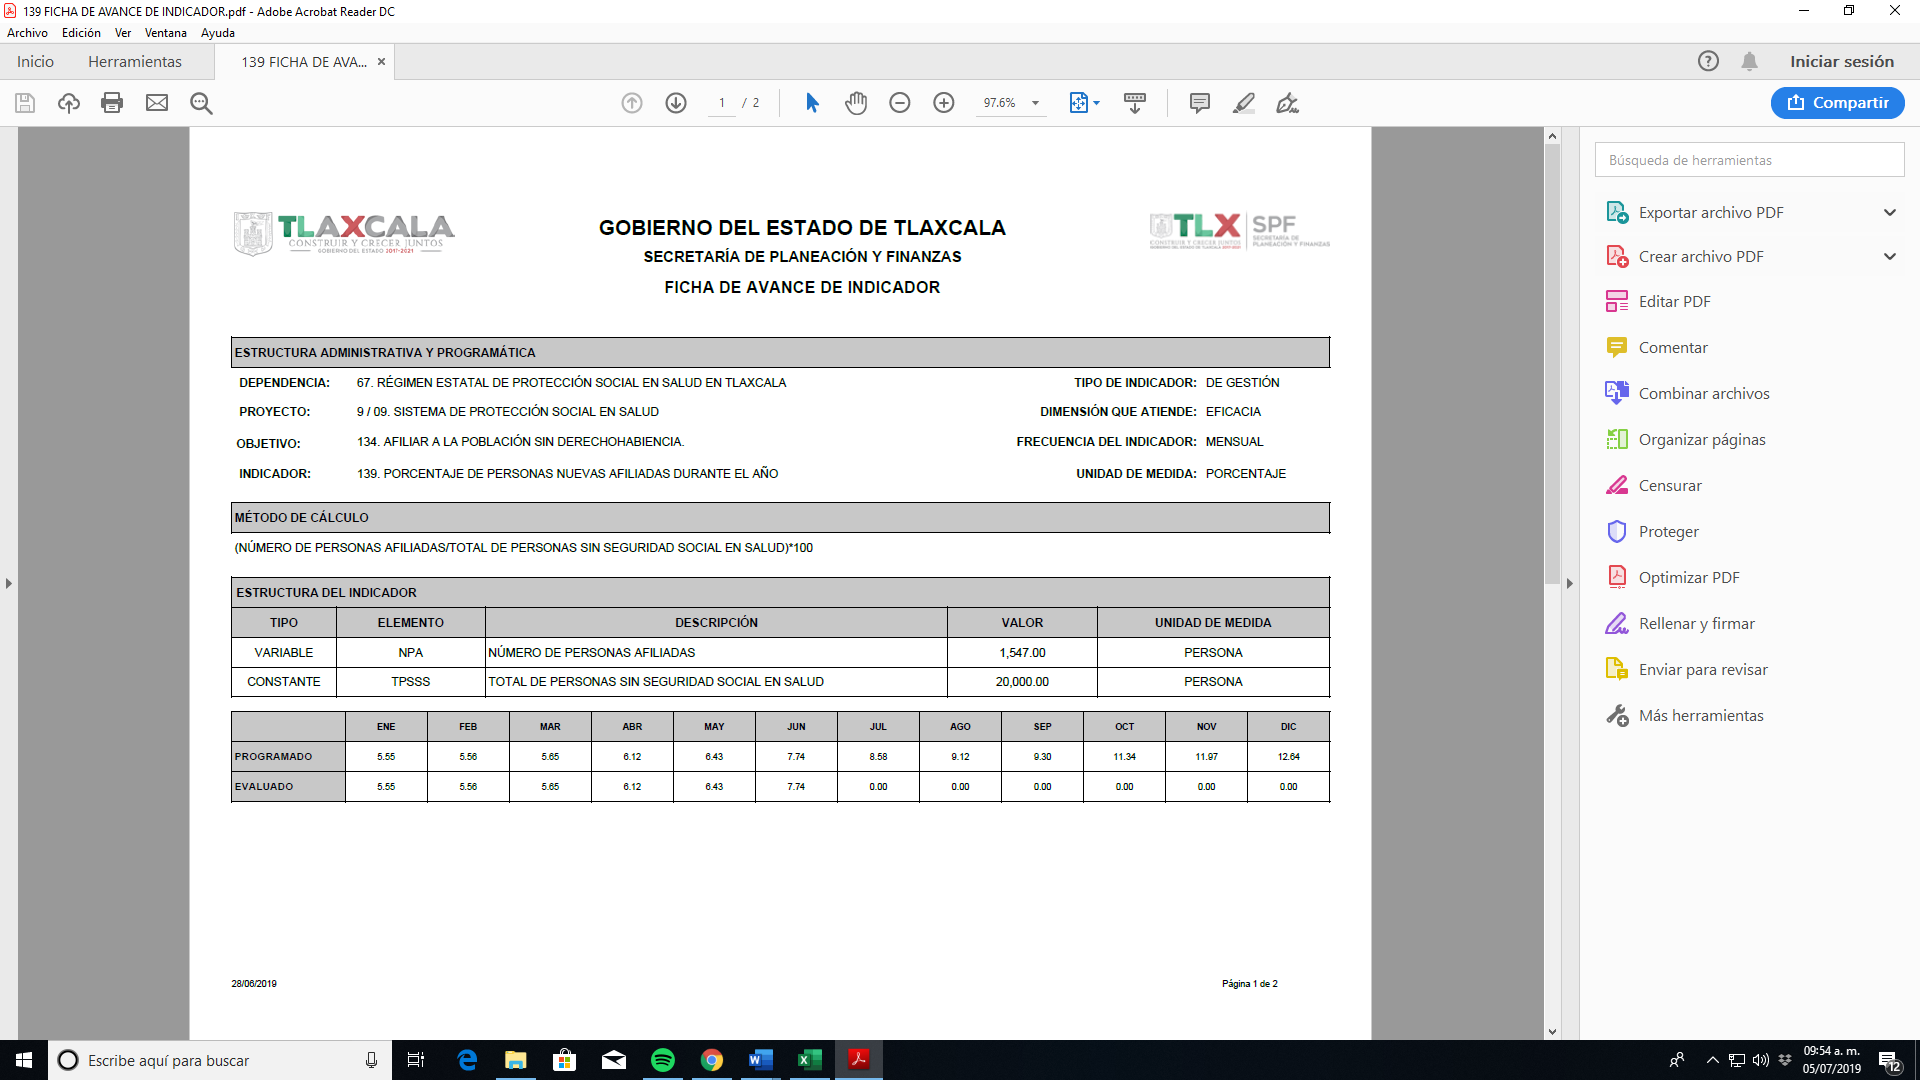 139 FICHA DE AVANCE DE INDICADOR.pdf - Adobe Acrobat Reader DC
Archivo Edición Ver Ventana Ayuda
Inicio Herramientas 139 FICHA DE AVA... × Iniciar sesión
1 / 2 97.6% Compartir
Búsqueda de herramientas
Exportar archivo PDF
Crear archivo PDF
Editar PDF
Comentar
Combinar archivos
Organizar páginas
Censurar
Proteger
Optimizar PDF
Rellenar y firmar
Enviar para revisar
Más herramientas
TLAXCALA
CONSTRUIR Y CRECER JUNTOS
GOBIERNO DEL ESTADO 2017-2021
GOBIERNO DEL ESTADO DE TLAXCALA
SECRETARÍA DE PLANEACIÓN Y FINANZAS
FICHA DE AVANCE DE INDICADOR
TLX SPF
CONSTRUIR Y CRECER JUNTOS
SECRETARÍA DE
PLANEACIÓN Y FINANZAS
ESTRUCTURA ADMINISTRATIVA Y PROGRAMÁTICA
DEPENDENCIA: 67. RÉGIMEN ESTATAL DE PROTECCIÓN SOCIAL EN SALUD EN TLAXCALA TIPO DE INDICADOR: DE GESTIÓN
PROYECTO: 9 / 09. SISTEMA DE PROTECCIÓN SOCIAL EN SALUD DIMENSIÓN QUE ATIENDE: EFICACIA
OBJETIVO: 134. AFILIAR A LA POBLACIÓN SIN DERECHOHABIENCIA. FRECUENCIA DEL INDICADOR: MENSUAL
INDICADOR: 139. PORCENTAJE DE PERSONAS NUEVAS AFILIADAS DURANTE EL AÑO UNIDAD DE MEDIDA: PORCENTAJE
MÉTODO DE CÁLCULO
(NÚMERO DE PERSONAS AFILIADAS/TOTAL DE PERSONAS SIN SEGURIDAD SOCIAL EN SALUD)*100
ESTRUCTURA DEL INDICADOR
TIPO ELEMENTO DESCRIPCIÓN VALOR UNIDAD DE MEDIDA
VARIABLE NPA NÚMERO DE PERSONAS AFILIADAS 1,547.00 PERSONA
CONSTANTE TPSSS TOTAL DE PERSONAS SIN SEGURIDAD SOCIAL EN SALUD 20,000.00 PERSONA
ENE FEB MAR ABR MAY JUN JUL AGO SEP OCT NOV DIC
PROGRAMADO 5.55 5.56 5.65 6.12 6.43 7.74 8.58 9.12 9.30 11.34 11.97 12.64
EVALUADO 5.55 5.56 5.65 6.12 6.43 7.74 0.00 0.00 0.00 0.00 0.00 0.00
28/06/2019 Página 1 de 2
Escribe aquí para buscar
09:54 a. m.
05/07/2019
12